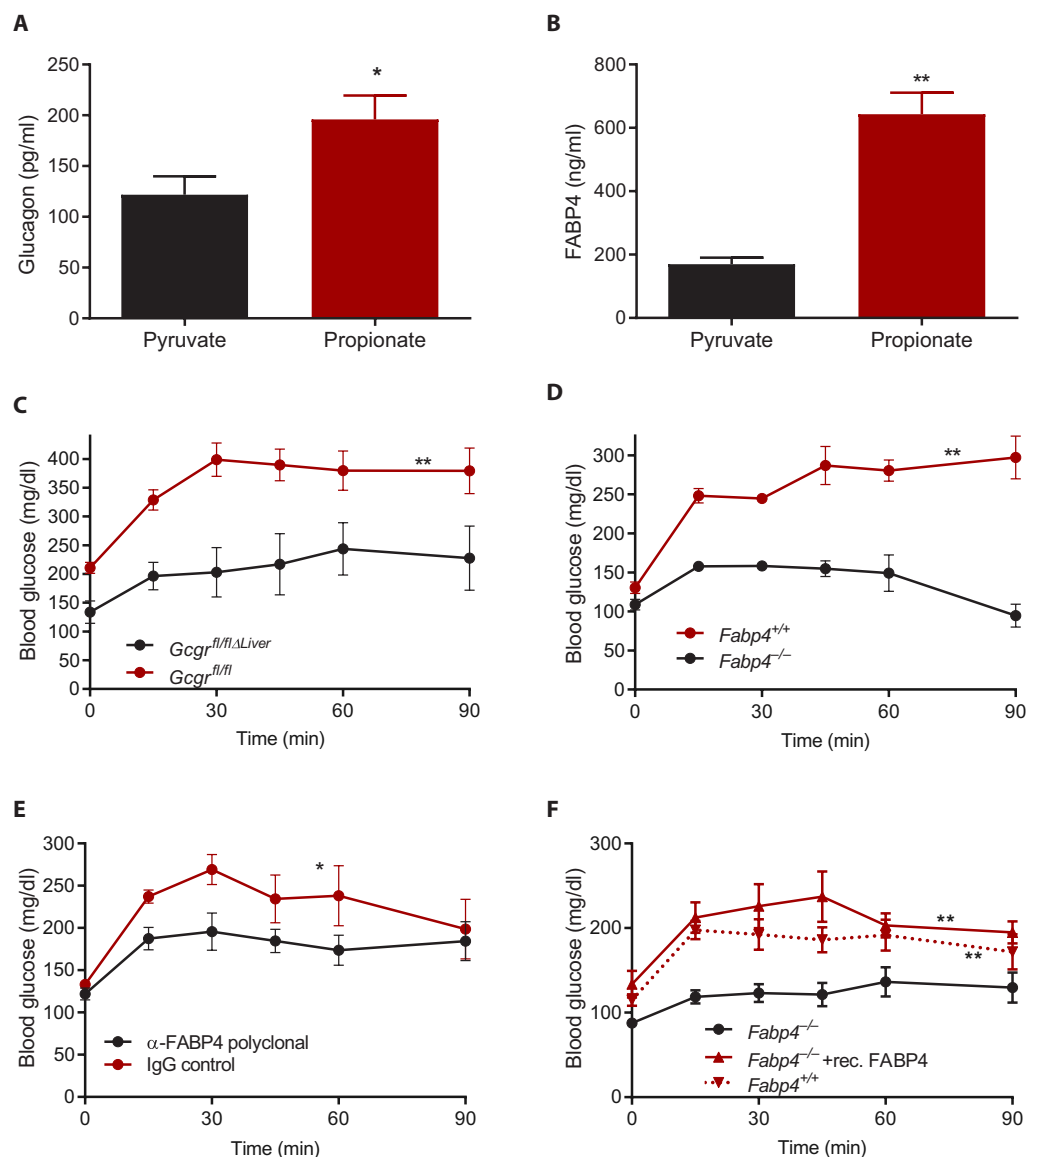 A
Glucagon (pg/ml)
250
200
150
100
50
0
*
Pyruvate
Propionate
B
FABP4 (ng/ml)
800
600
400
200
0
**
Pyruvate
Propionate
C
Blood glucose (mg/dl)
400
350
300
250
200
150
100
50
0
**
Gcgr^fl/flΔLiver
Gcgr^fl/fl
0 30 60 90
Time (min)
D
Blood glucose (mg/dl)
300
250
200
150
100
50
0
**
Fabp4^+/+
Fabp4^−/−
0 30 60 90
Time (min)
E
Blood glucose (mg/dl)
300
250
200
150
100
50
0
*
α-FABP4 polyclonal
IgG control
0 30 60 90
Time (min)
F
Blood glucose (mg/dl)
300
200
100
0
**
**
Fabp4^−/−
Fabp4^−/− +rec. FABP4
Fabp4^+/+
0 30 60 90
Time (min)